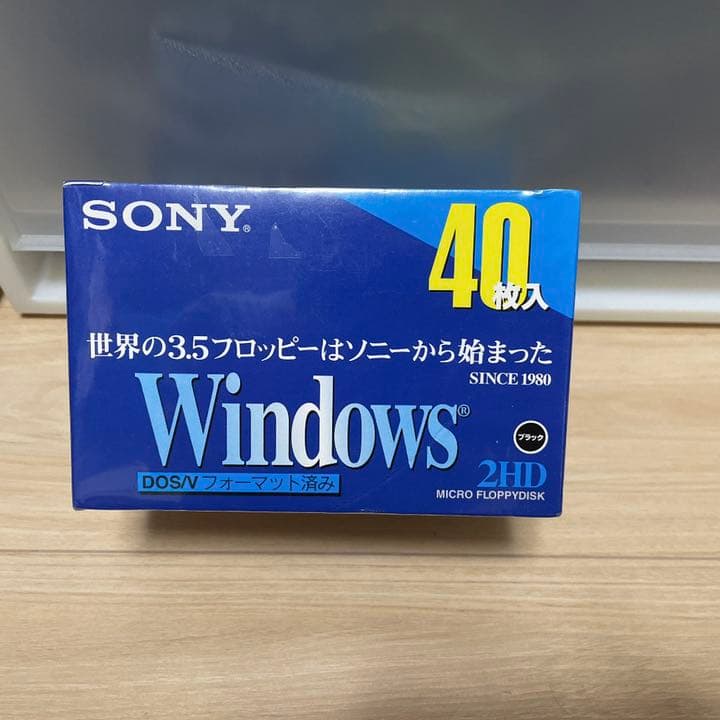 SONY®
40
枚入
世界の3.5フロッピーはソニーから始まった
SINCE 1980
Windows®
ブラック
DOS/V フォーマット済み
2HD
MICRO FLOPPYDISK